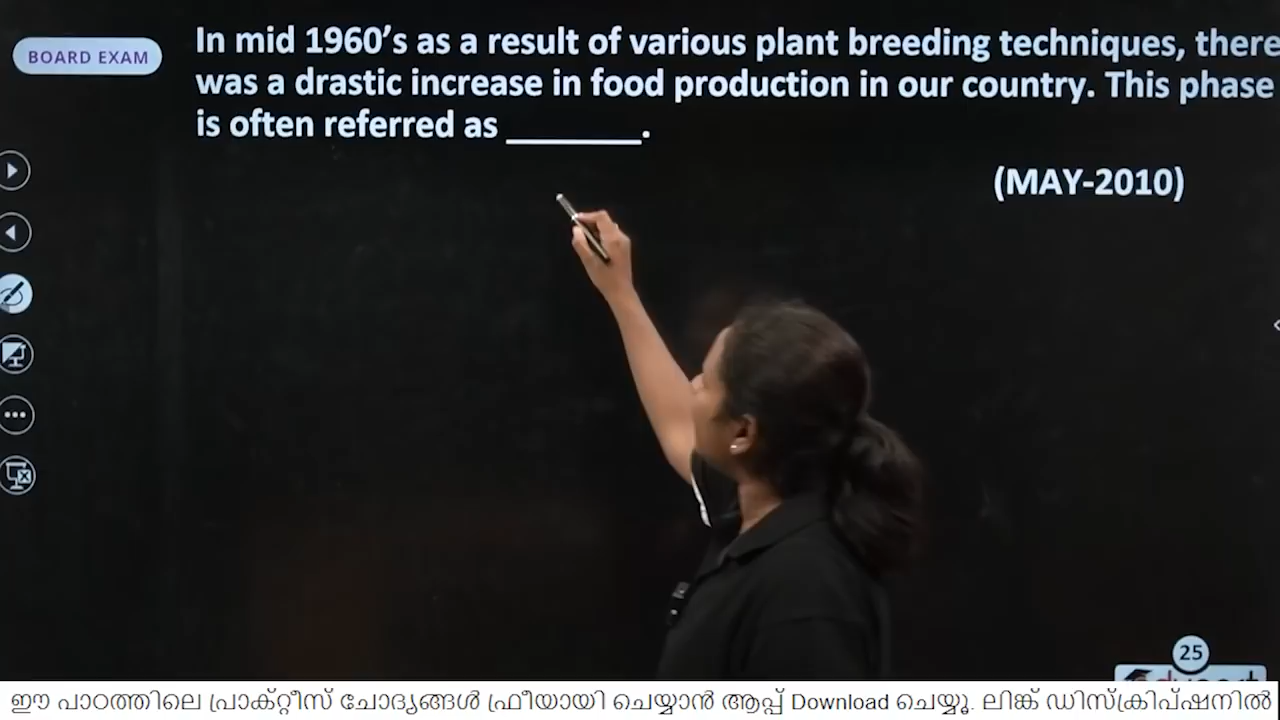 BOARD EXAM
In mid 1960’s as a result of various plant breeding techniques, there
was a drastic increase in food production in our country. This phase
is often referred as ________.
(MAY-2010)
25
ഈ പാഠത്തിലെ പ്രാക്റ്റീസ് ചോദ്യങ്ങൾ ഫ്രീയായി ചെയ്യാൻ ആപ്പ് Download ചെയ്യൂ. ലിങ്ക് ഡിസ്ക്രിപ്ഷനിൽ